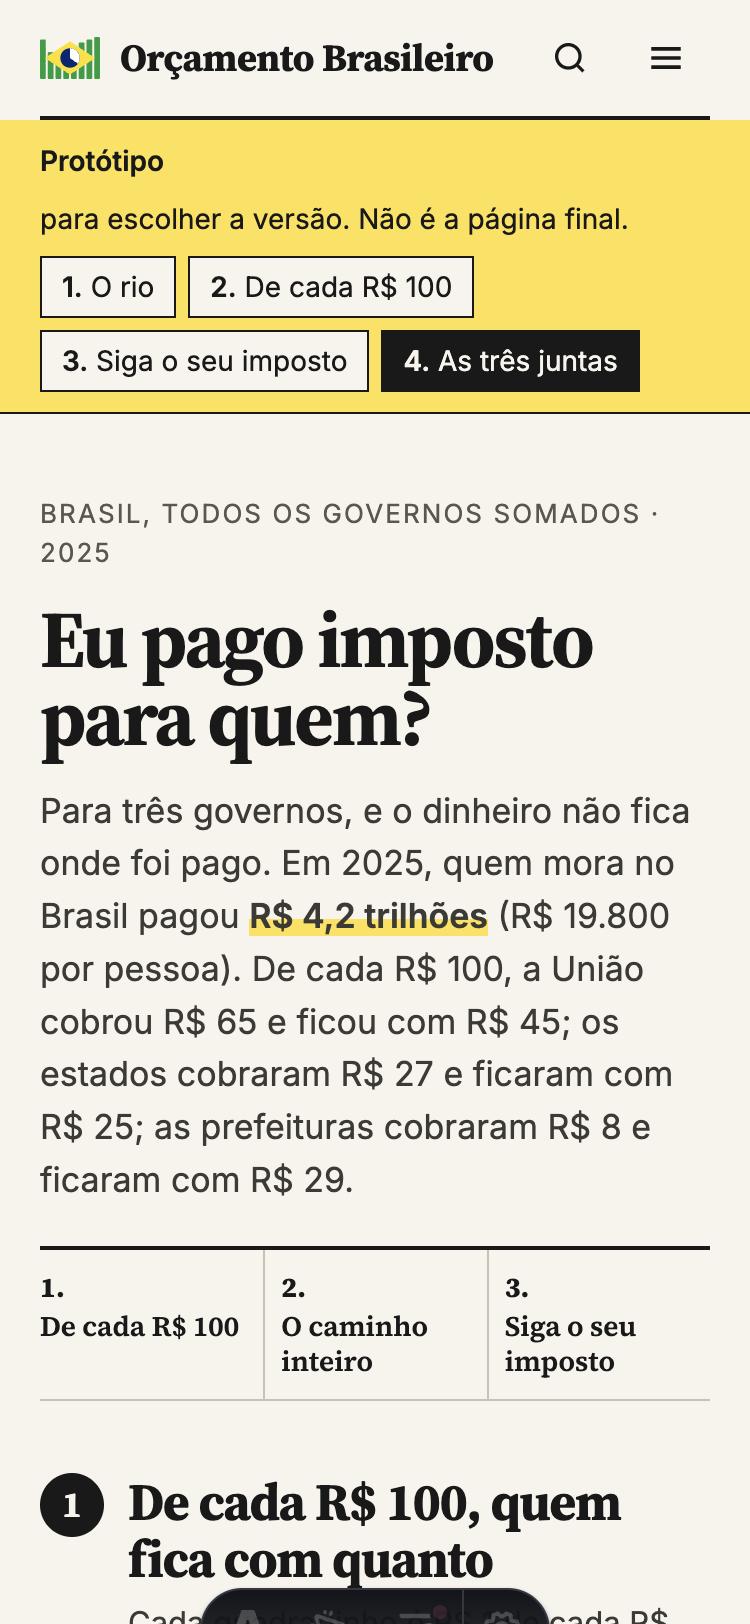 Orçamento Brasileiro
Protótipo
para escolher a versão. Não é a página final.
1. O rio
2. De cada R$ 100
3. Siga o seu imposto
4. As três juntas
BRASIL, TODOS OS GOVERNOS SOMADOS ·
2025
Eu pago imposto
para quem?
Para três governos, e o dinheiro não fica
onde foi pago. Em 2025, quem mora no
Brasil pagou R$ 4,2 trilhões (R$ 19.800
por pessoa). De cada R$ 100, a União
cobrou R$ 65 e ficou com R$ 45; os
estados cobraram R$ 27 e ficaram com
R$ 25; as prefeituras cobraram R$ 8 e
ficaram com R$ 29.
1.
De cada R$ 100
2.
O caminho
inteiro
3.
Siga o seu
imposto
1
De cada R$ 100, quem
fica com quanto
Cada cada R$